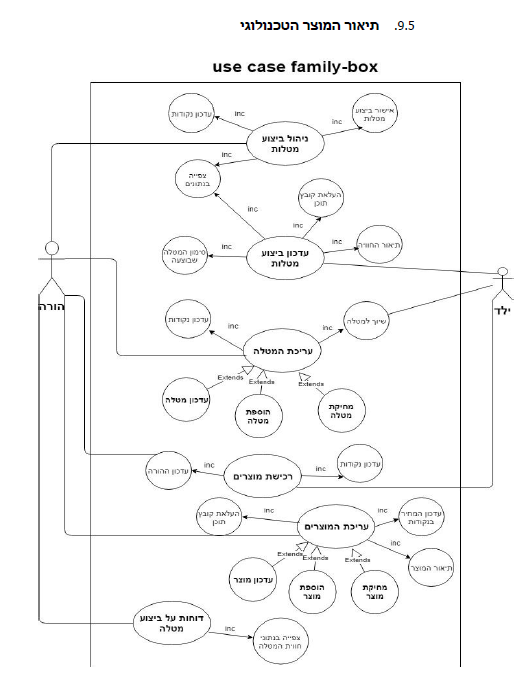 9.5. תיאור המוצר הטכנולוגי
use case family-box
עדכון נקודות
inc
אישור ביצוע
מטלות
inc
ניהול ביצוע
מטלות
inc
צפייה
בנתונים
inc
העלאת קובץ
תוכן
inc
תיאור החוויה
inc
סימון המטלה
שבוצעה
inc
עדכון ביצוע
מטלות
הורה
ילד
עדכון נקודות
inc
שיוך למטלה
inc
עריכת המטלה
Extends
Extends
Extends
עדכון מטלה
הוספת
מטלה
מחיקת
מטלה
עדכון ההורה
inc
רכישת מוצרים
inc
עדכון נקודות
העלאת קובץ
תוכן
inc
עריכת המוצרים
inc
עדכון המחיר
בנקודות
inc
תיאור המוצר
Extends
Extends
Extends
עדכון מוצר
הוספת
מוצר
מחיקת
מוצר
דוחות על ביצוע
מטלה
inc
צפייה בנתוני
חווית המטלה